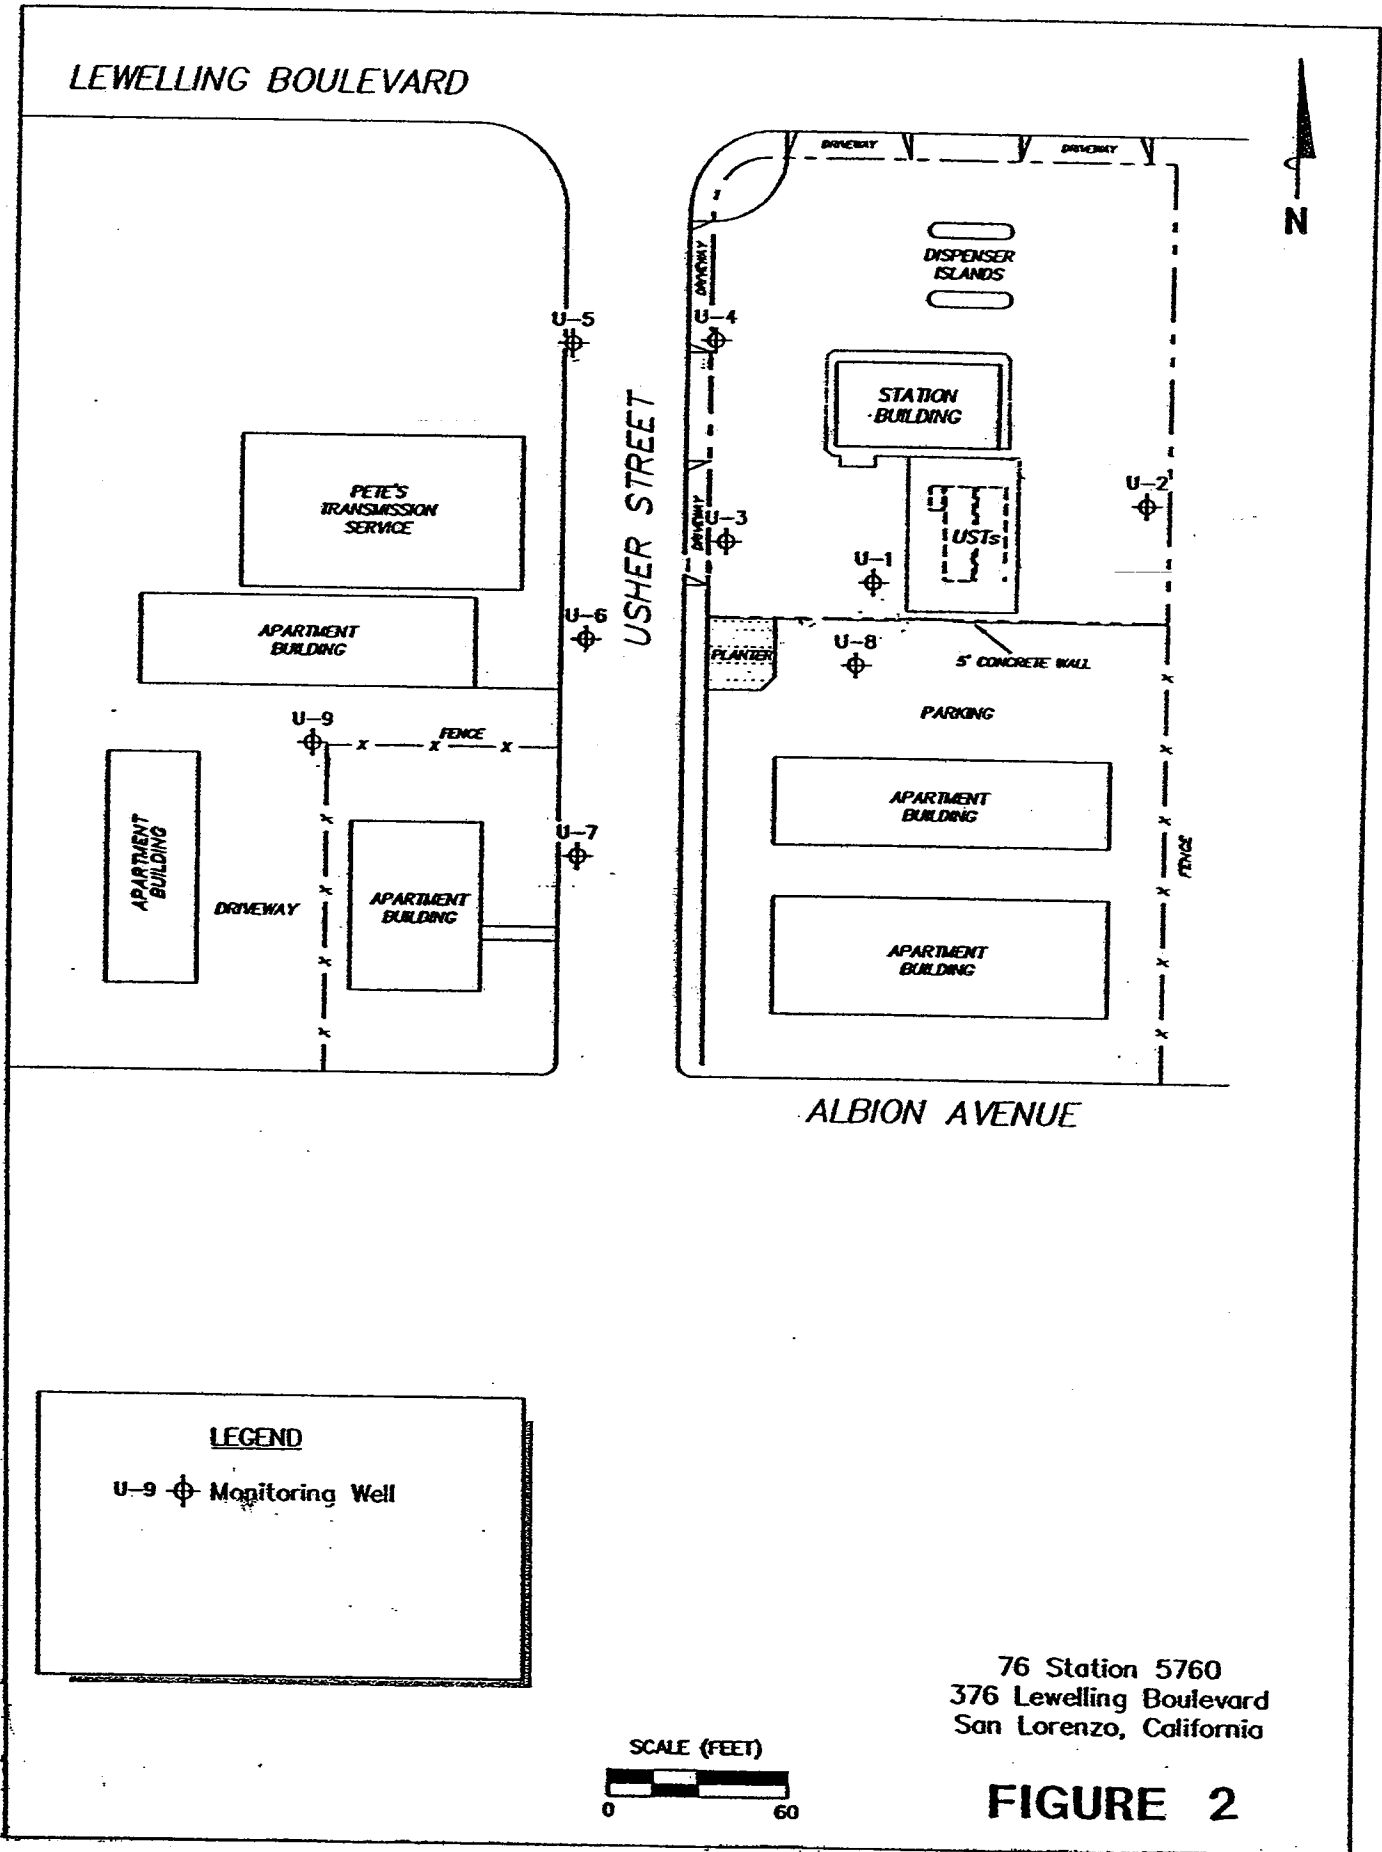 LEWELLING BOULEVARD
N
DRIVEWAY
DRIVEWAY
DRIVEWAY
DISPENSER
ISLANDS
U-5
U-4
STATION
BUILDING
USHER STREET
PETE'S
TRANSMISSION
SERVICE
U-2
DRIVEWAY
U-3
USTs
U-1
U-6
APARTMENT
BUILDING
PLANTER
U-8
5' CONCRETE WALL
PARKING
U-9
X
X
X
FENCE
X
X
APARTMENT
BUILDING
X
X
APARTMENT
BUILDING
U-7
FENCE
APARTMENT
BUILDING
DRIVEWAY
X
X
APARTMENT
BUILDING
X
X
X
X
APARTMENT
BUILDING
ALBION AVENUE
LEGEND
U-9 Monitoring Well
76 Station 5760
376 Lewelling Boulevard
San Lorenzo, California
SCALE (FEET)
0 60
FIGURE 2